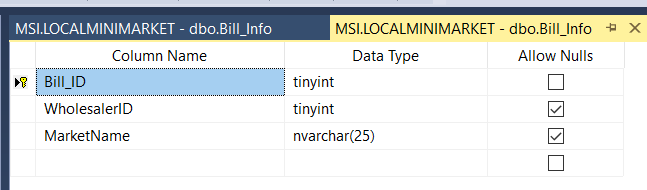 MSI.LOCALMINIMARKET - dbo.Bill_Info MSI.LOCALMINIMARKET - dbo.Bill_Info
Column Name Data Type Allow Nulls
Bill_ID tinyint
WholesalerID tinyint
MarketName nvarchar(25)